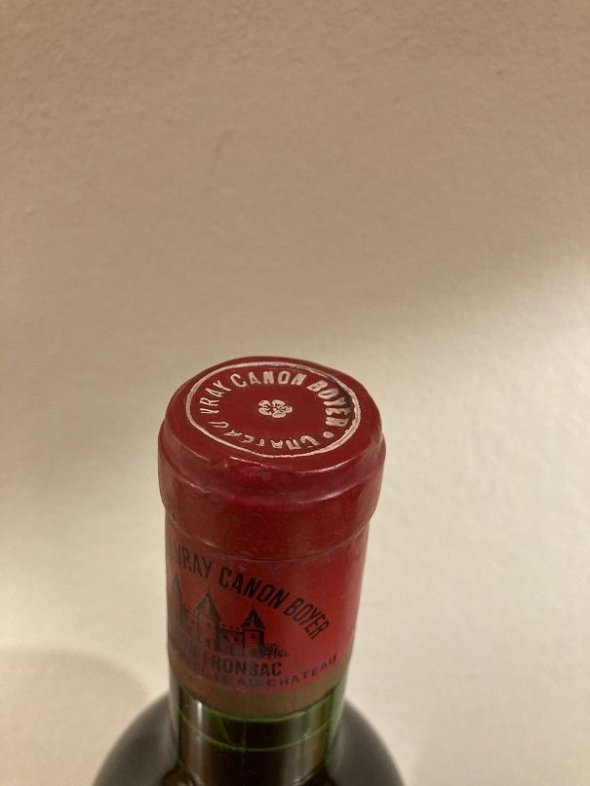 CHATEAU VRAY CANON BOYER
VRAY CANON BOYER
FRONSAC
AU CHATEAU